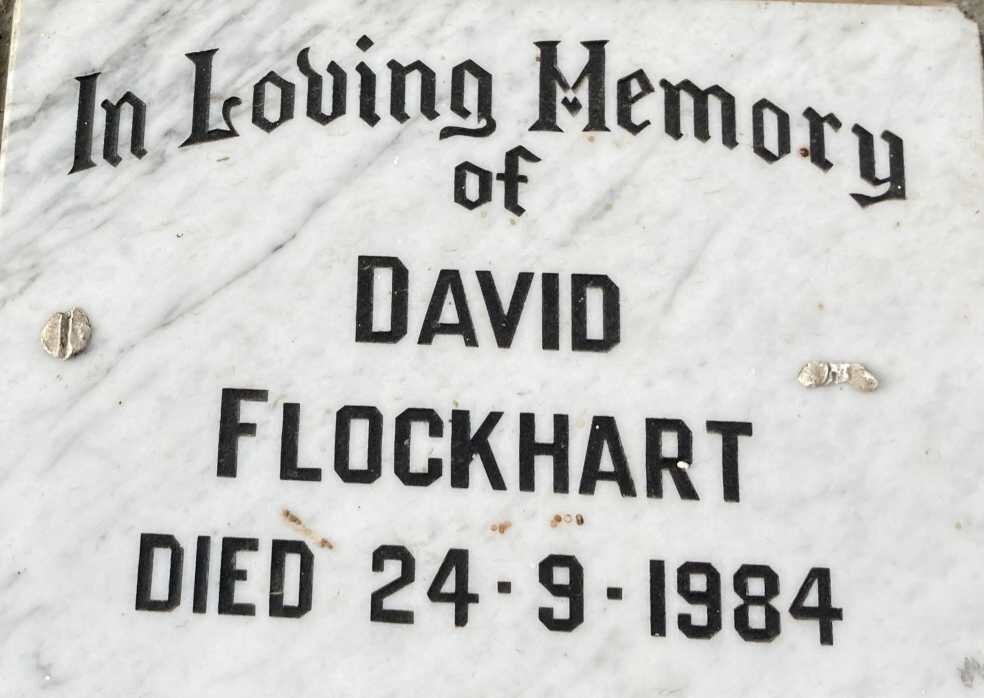 In Loving Memory
of
DAVID
FLOCKHART
DIED 24·9·1984